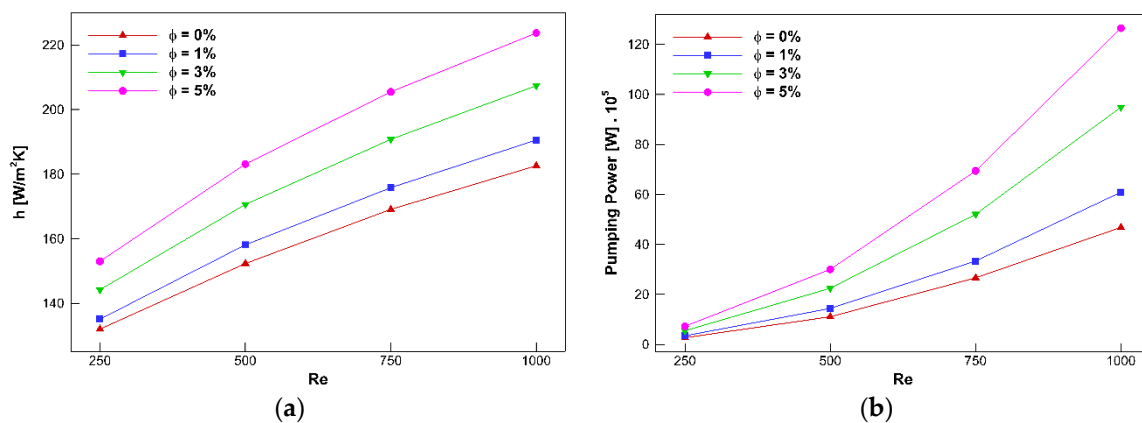 ϕ = 0%
ϕ = 1%
ϕ = 3%
ϕ = 5%
220
200
180
160
140
h [W/m²K]
250 500 750 1000
Re
(a)
ϕ = 0%
ϕ = 1%
ϕ = 3%
ϕ = 5%
120
100
80
60
40
20
0
Pumping Power [W] . 10⁵
250 500 750 1000
Re
(b)